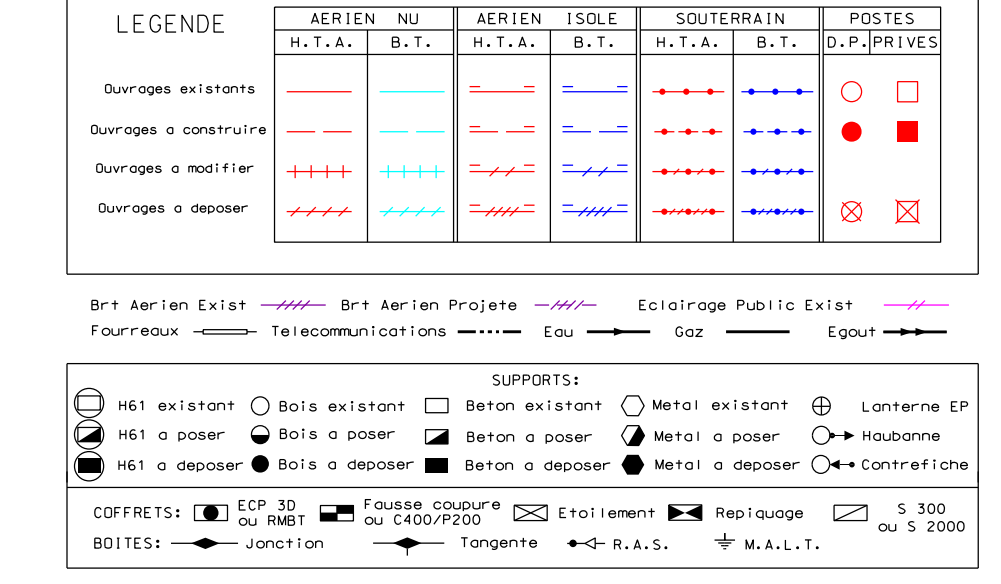 LEGENDE
AERIEN NU AERIEN ISOLE SOUTERRAIN POSTES
H.T.A. B.T. H.T.A. B.T. H.T.A. B.T. D.P. PRIVES
Ouvrages existants
Ouvrages a construire
Ouvrages a modifier
Ouvrages a deposer
Brt Aerien Exist Brt Aerien Projete Eclairage Public Exist
Fourreaux Telecommunications Eau Gaz Egout
SUPPORTS:
H61 existant Bois existant Beton existant Metal existant Lanterne EP
H61 a poser Bois a poser Beton a poser Metal a poser Haubanne
H61 a deposer Bois a deposer Beton a deposer Metal a deposer Contrefiche
COFFRETS: ECP 3D ou RMBT Fausse coupure ou C400/P200 Etoilement Repiquage S 300 ou S 2000
BOITES: Jonction Tangente R.A.S. M.A.L.T.